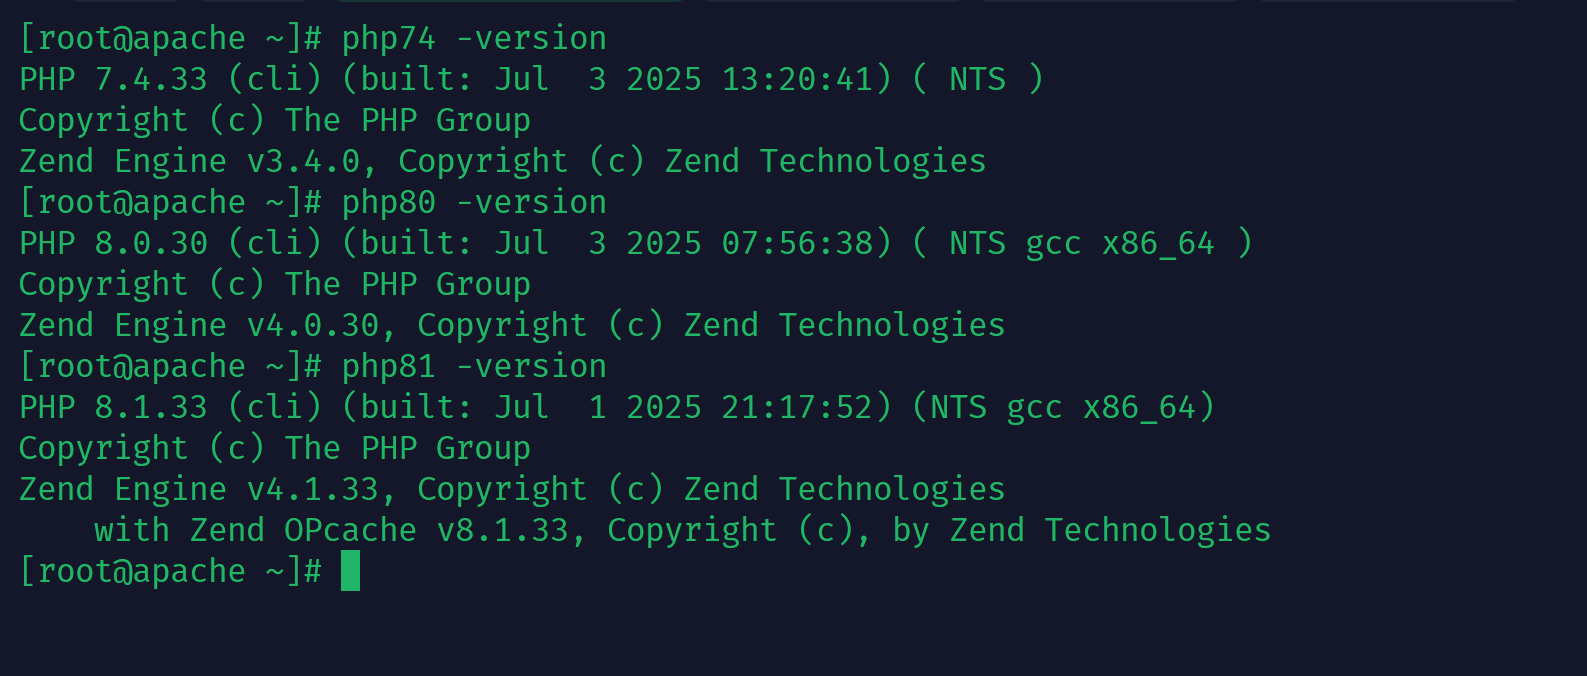 [root@apache ~]# php74 -version
PHP 7.4.33 (cli) (built: Jul  3 2025 13:20:41) ( NTS )
Copyright (c) The PHP Group
Zend Engine v3.4.0, Copyright (c) Zend Technologies
[root@apache ~]# php80 -version
PHP 8.0.30 (cli) (built: Jul  3 2025 07:56:38) ( NTS gcc x86_64 )
Copyright (c) The PHP Group
Zend Engine v4.0.30, Copyright (c) Zend Technologies
[root@apache ~]# php81 -version
PHP 8.1.33 (cli) (built: Jul  1 2025 21:17:52) (NTS gcc x86_64)
Copyright (c) The PHP Group
Zend Engine v4.1.33, Copyright (c) Zend Technologies
    with Zend OPcache v8.1.33, Copyright (c), by Zend Technologies
[root@apache ~]#